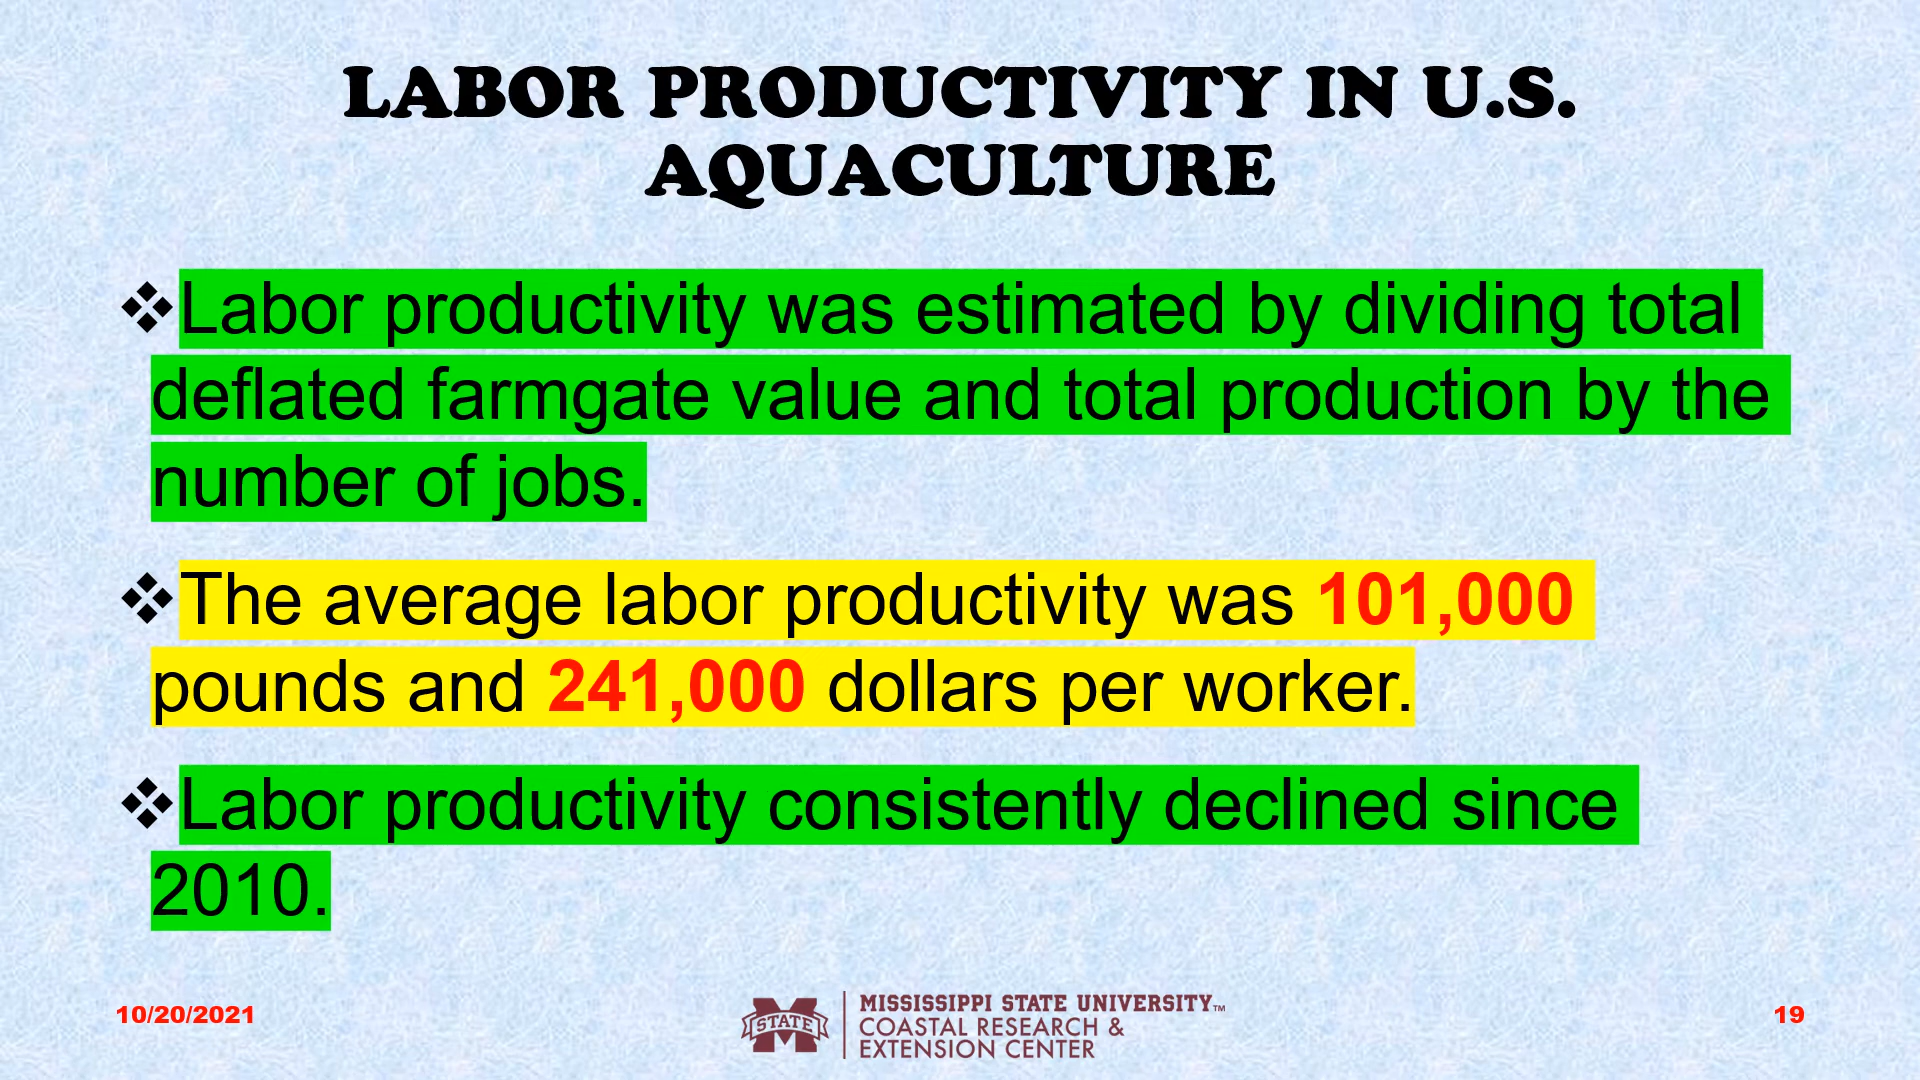 LABOR PRODUCTIVITY IN U.S.
AQUACULTURE
❖Labor productivity was estimated by dividing total
deflated farmgate value and total production by the
number of jobs.
❖The average labor productivity was 101,000
pounds and 241,000 dollars per worker.
❖Labor productivity consistently declined since
2010.
10/20/2021
STATE
MISSISSIPPI STATE UNIVERSITY™
COASTAL RESEARCH &
EXTENSION CENTER
19